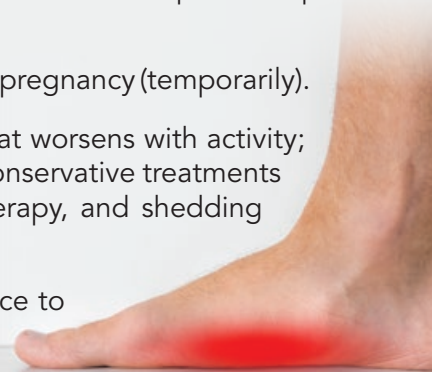 pregnancy (temporarily).
at worsens with activity;
onservative treatments
erapy, and shedding
ce to